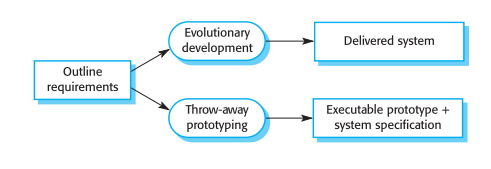 Outline
requirements
Evolutionary
development
Delivered system
Throw-away
prototyping
Executable prototype +
system specification